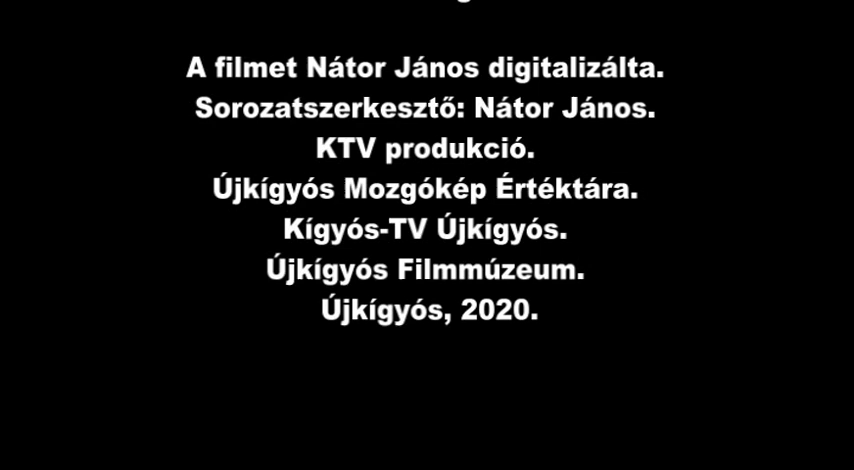 A filmet Nátor János digitalizálta.
Sorozatszerkesztő: Nátor János.
KTV produkció.
Újkígyós Mozgókép Értéktára.
Kígyós-TV Újkígyós.
Újkígyós Filmmúzeum.
Újkígyós, 2020.